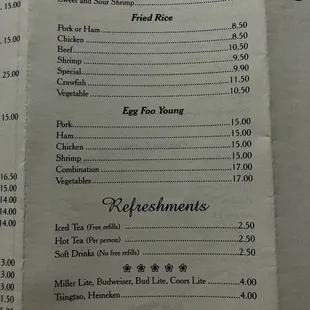 Sweet and Sour Shrimp
Fried Rice
Pork or Ham 8.50
Chicken 8.50
Beef 10.50
Shrimp 9.50
Special 9.90
Crawfish 11.50
Vegetable 10.50
Egg Foo Young
Pork 15.00
Ham 15.00
Chicken 15.00
Shrimp 15.00
Combination 17.00
Vegetables 17.00
Refreshments
Iced Tea (Free refills) 2.50
Hot Tea (Per person) 2.50
Soft Drinks (No free refills) 2.50
Miller Lite, Budweiser, Bud Lite, Coors Lite 4.00
Tsingtao, Heineken 4.00
15.00
15.00
25.00
15.00
16.50
15.00
14.00
14.00
14.00
3.00
3.00
3.00
1.50